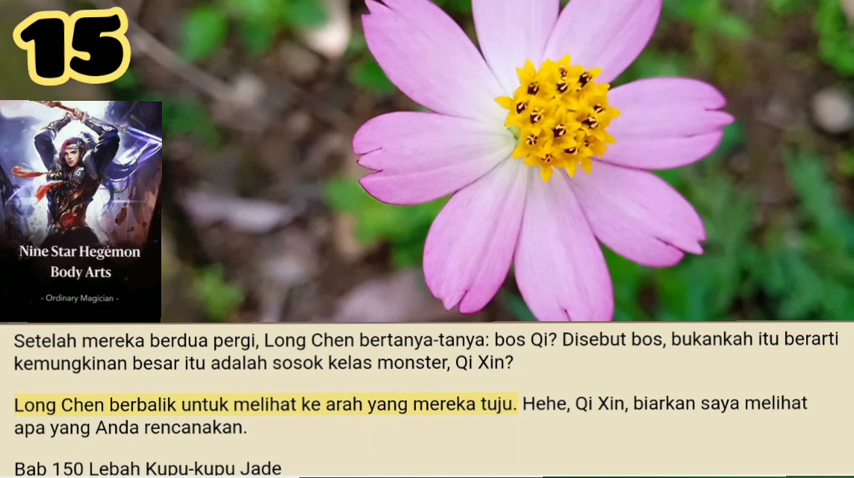 15
Nine Star Hegemon
Body Arts
- Ordinary Magician -
Setelah mereka berdua pergi, Long Chen bertanya-tanya: bos Qi? Disebut bos, bukankah itu berarti
kemungkinan besar itu adalah sosok kelas monster, Qi Xin?
Long Chen berbalik untuk melihat ke arah yang mereka tuju. Hehe, Qi Xin, biarkan saya melihat
apa yang Anda rencanakan.
Bab 150 Lebah Kupu-kupu Jade